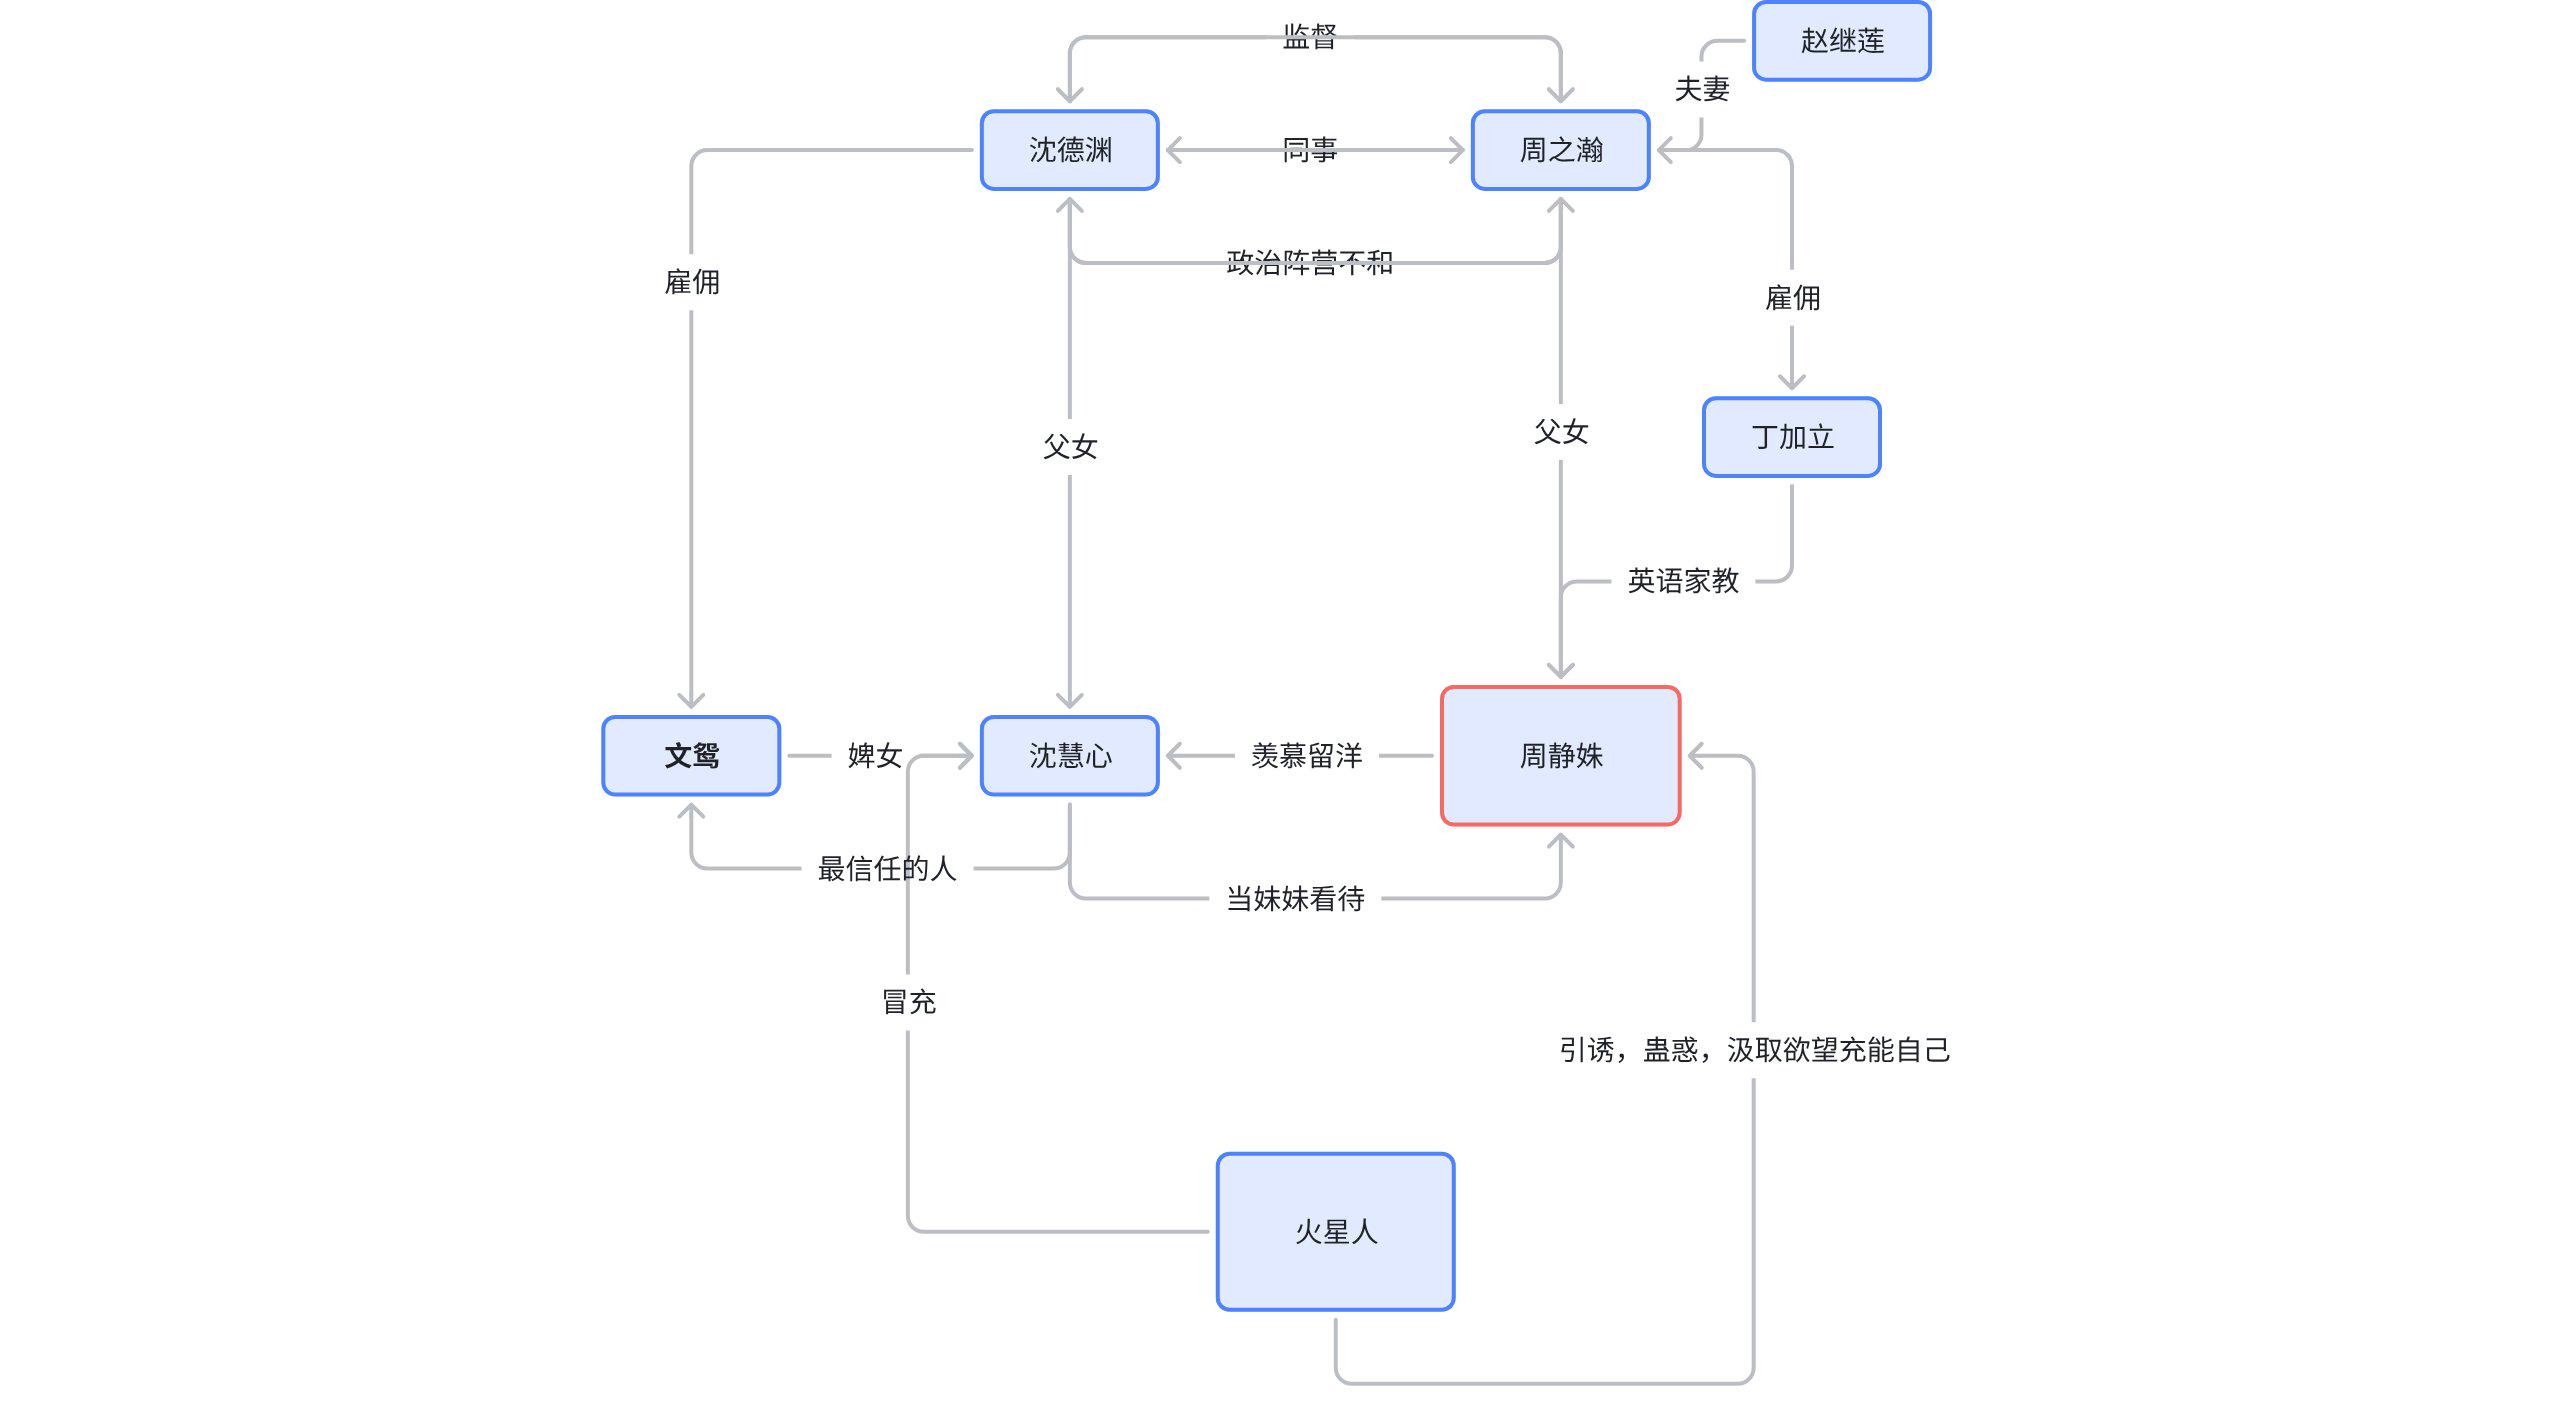 监督
赵继莲
夫妻
沈德渊
同事
周之瀚
政治阵营不和
雇佣
雇佣
父女
父女
丁加立
英语家教
文鸳
婢女
沈慧心
羡慕留洋
周静姝
最信任的人
当妹妹看待
冒充
引诱，蛊惑，汲取欲望充能自己
火星人